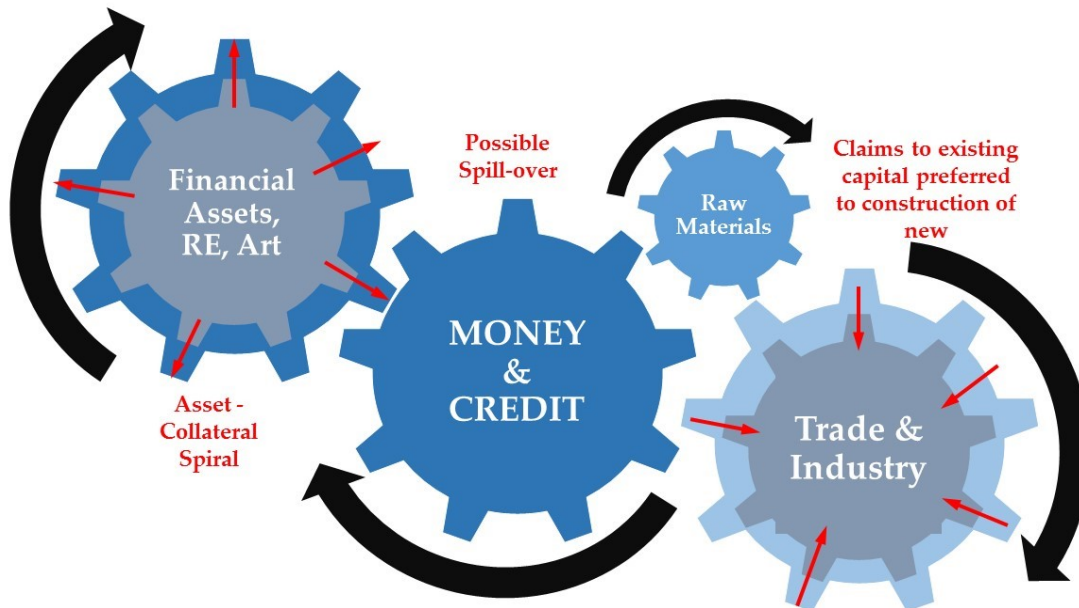 Financial
Assets,
RE, Art
Possible
Spill-over
Raw
Materials
Claims to existing
capital preferred
to construction of
new
MONEY
&
CREDIT
Asset -
Collateral
Spiral
Trade &
Industry